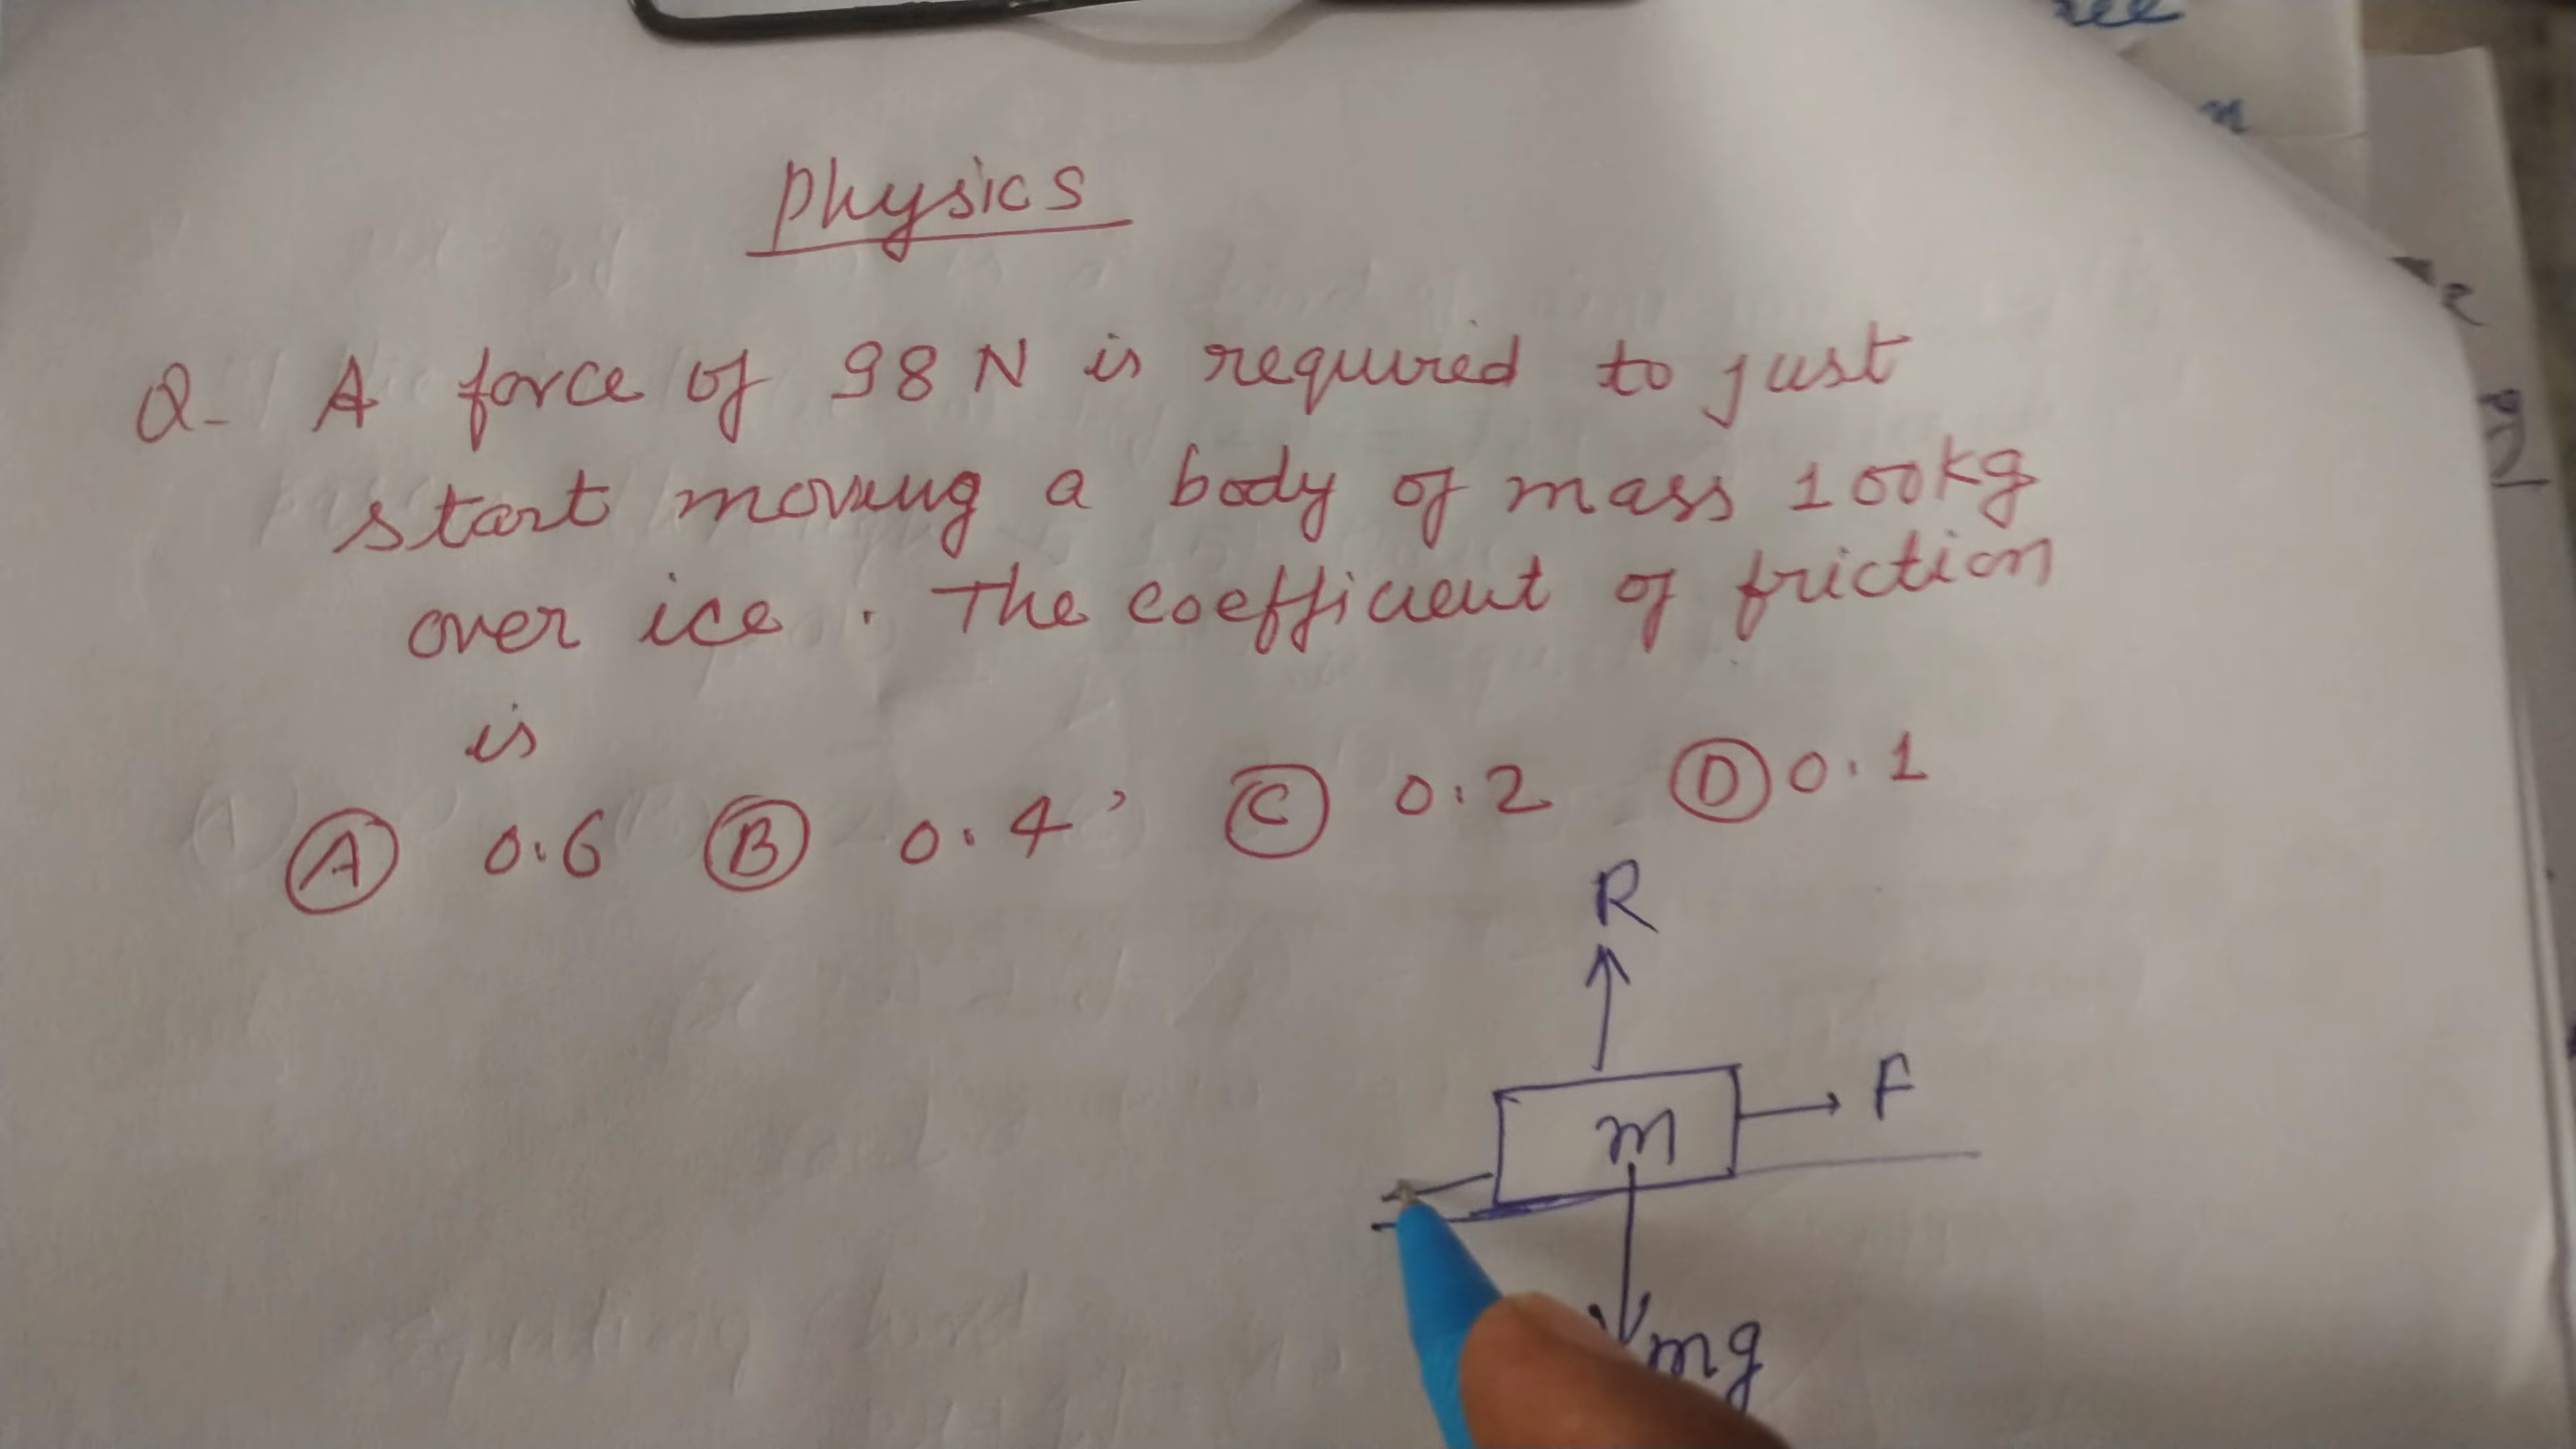 Physics
Q- A force of 98 N is required to just
start moving a body of mass 100kg
over ice. The coefficient of friction
is
A 0.6 B 0.4, C 0.2 D 0.1
R
m
F
mg